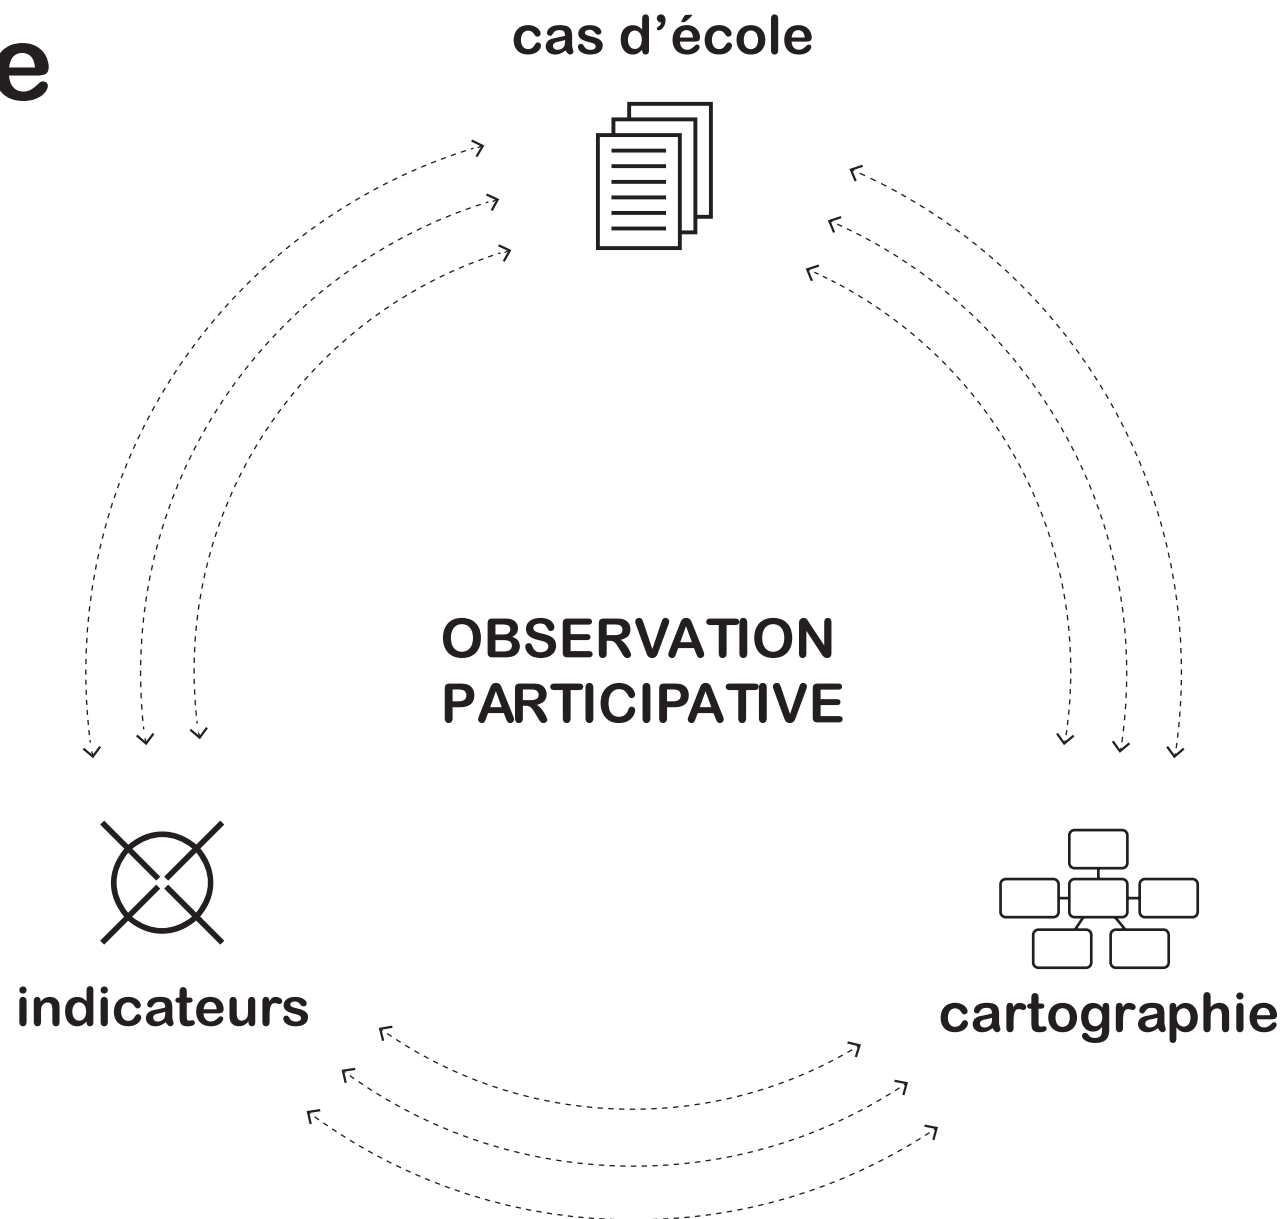 cas d’école
e
OBSERVATION
PARTICIPATIVE
indicateurs
cartographie